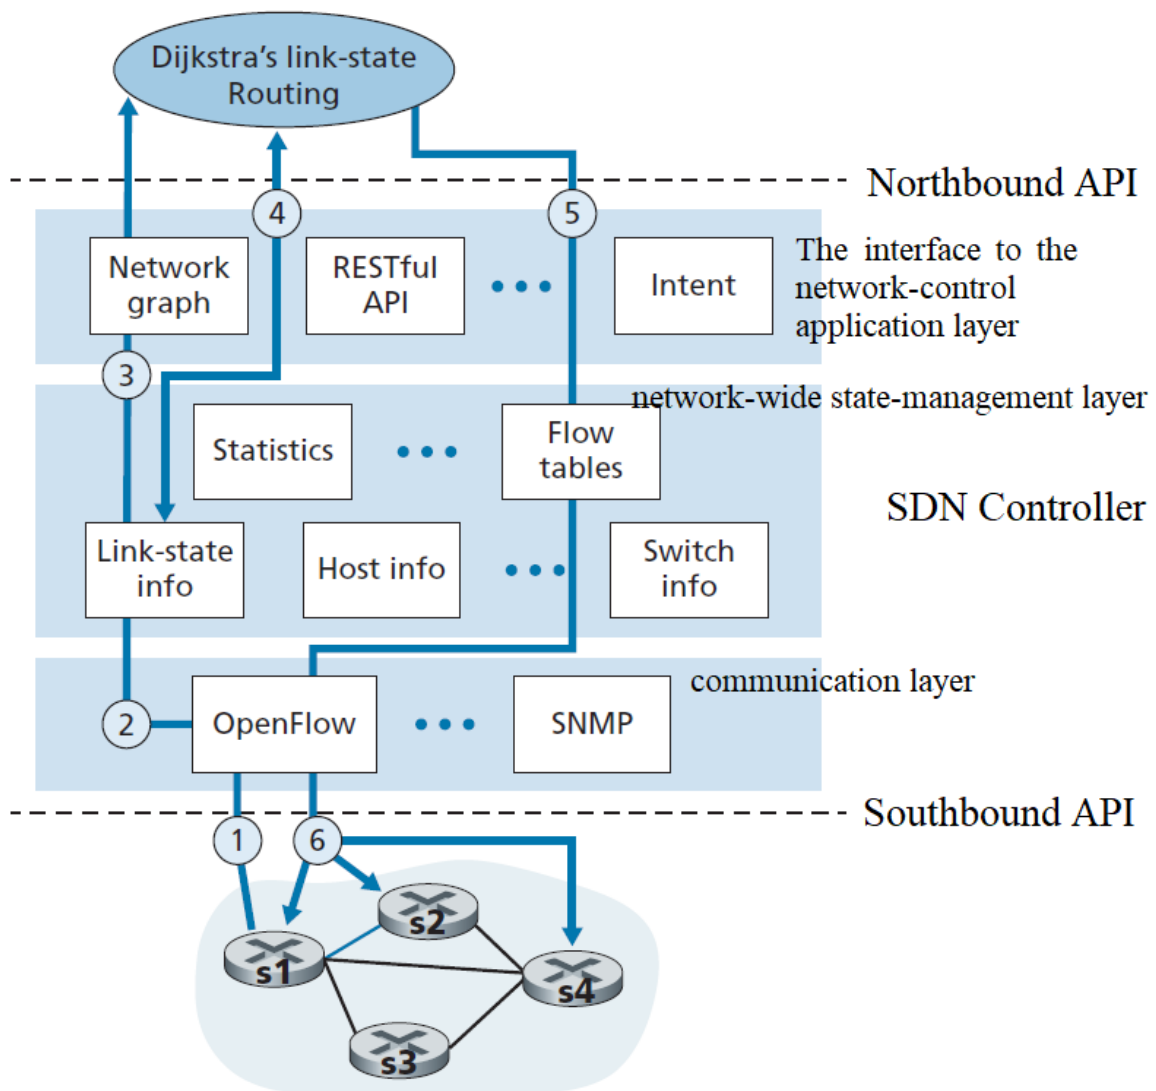 Dijkstra's link-state
Routing
Northbound API
4
5
Network
graph
RESTful
API
Intent
The interface to the
network-control
application layer
3
network-wide state-management layer
Statistics
Flow
tables
SDN Controller
Link-state
info
Host info
Switch
info
communication layer
2
OpenFlow
SNMP
Southbound API
1
6
s2
s1
s4
s3